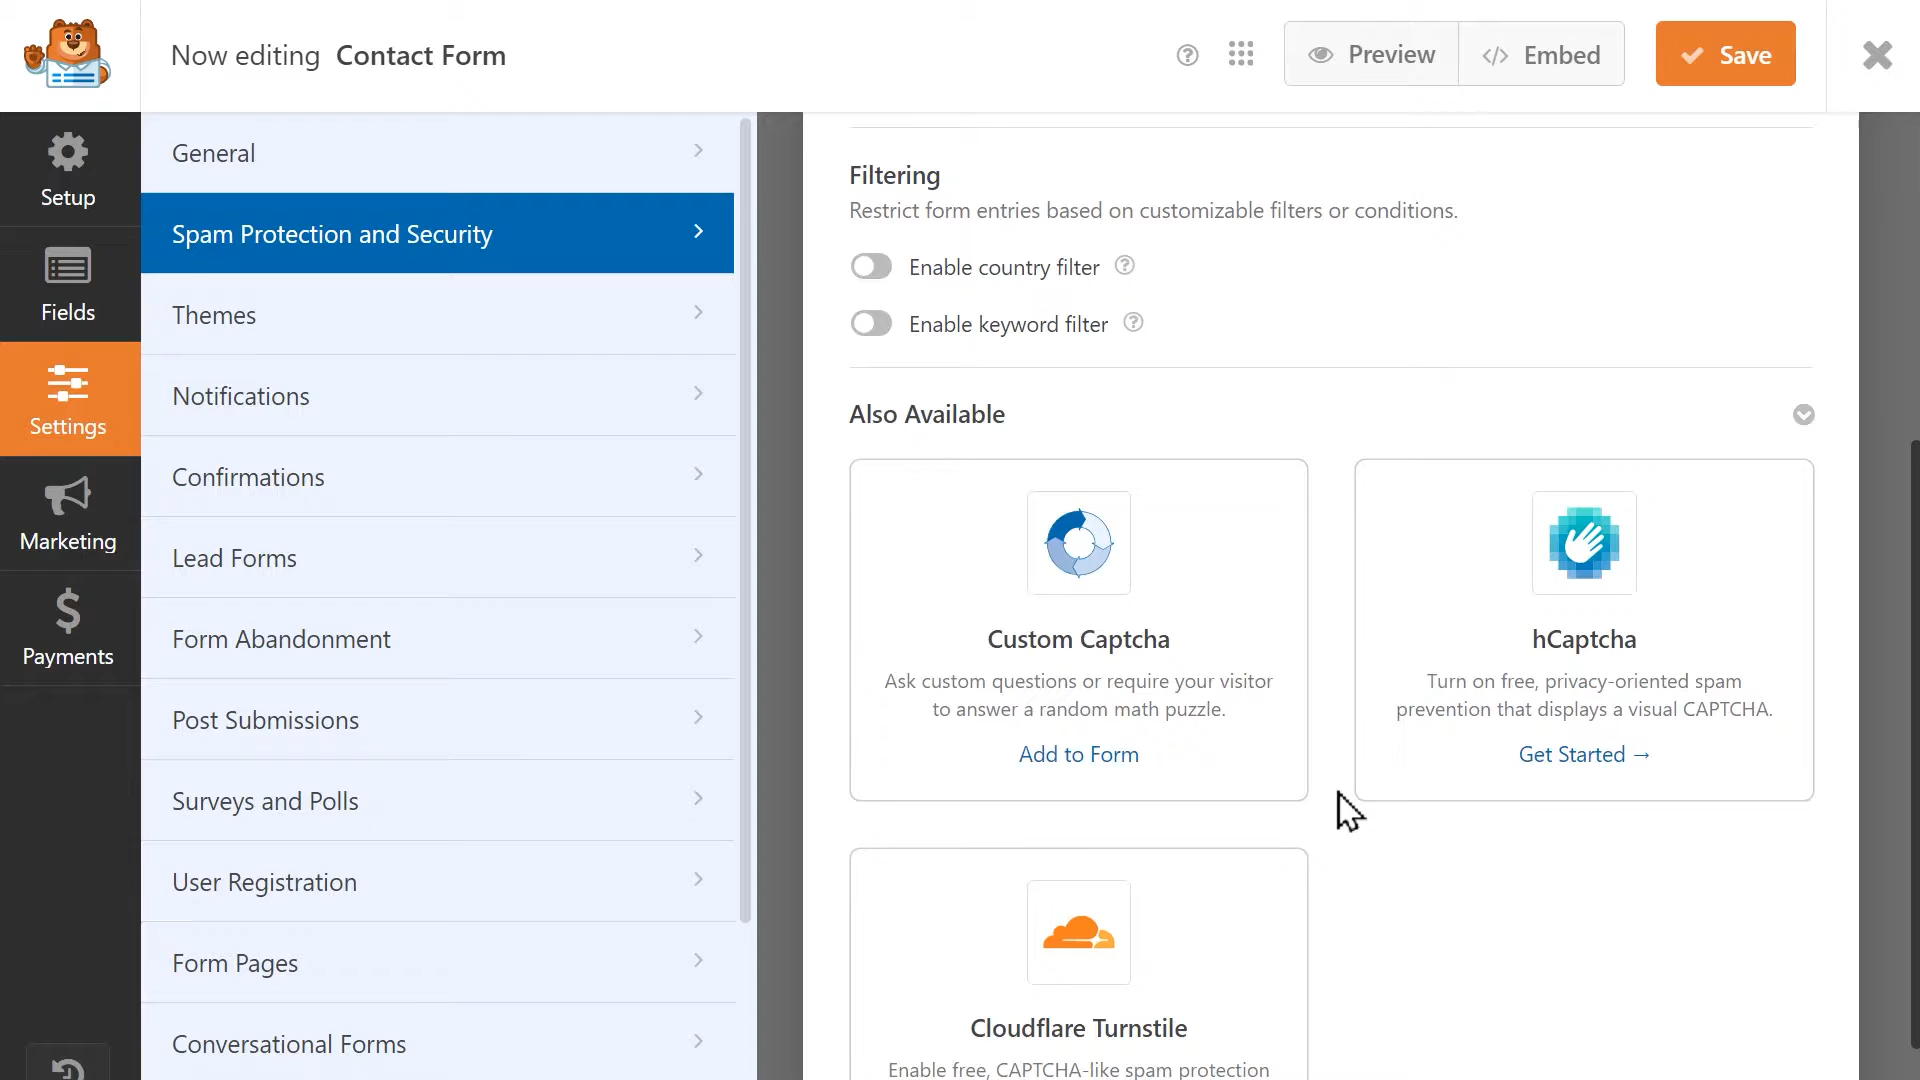 Now editing Contact Form
Preview
Embed
Save
Setup
Fields
Settings
Marketing
Payments
General
Spam Protection and Security
Themes
Notifications
Confirmations
Lead Forms
Form Abandonment
Post Submissions
Surveys and Polls
User Registration
Form Pages
Conversational Forms
Filtering
Restrict form entries based on customizable filters or conditions.
Enable country filter
Enable keyword filter
Also Available
Custom Captcha
Ask custom questions or require your visitor
to answer a random math puzzle.
Add to Form
hCaptcha
Turn on free, privacy-oriented spam
prevention that displays a visual CAPTCHA.
Get Started →
Cloudflare Turnstile
Enable free, CAPTCHA-like spam protection